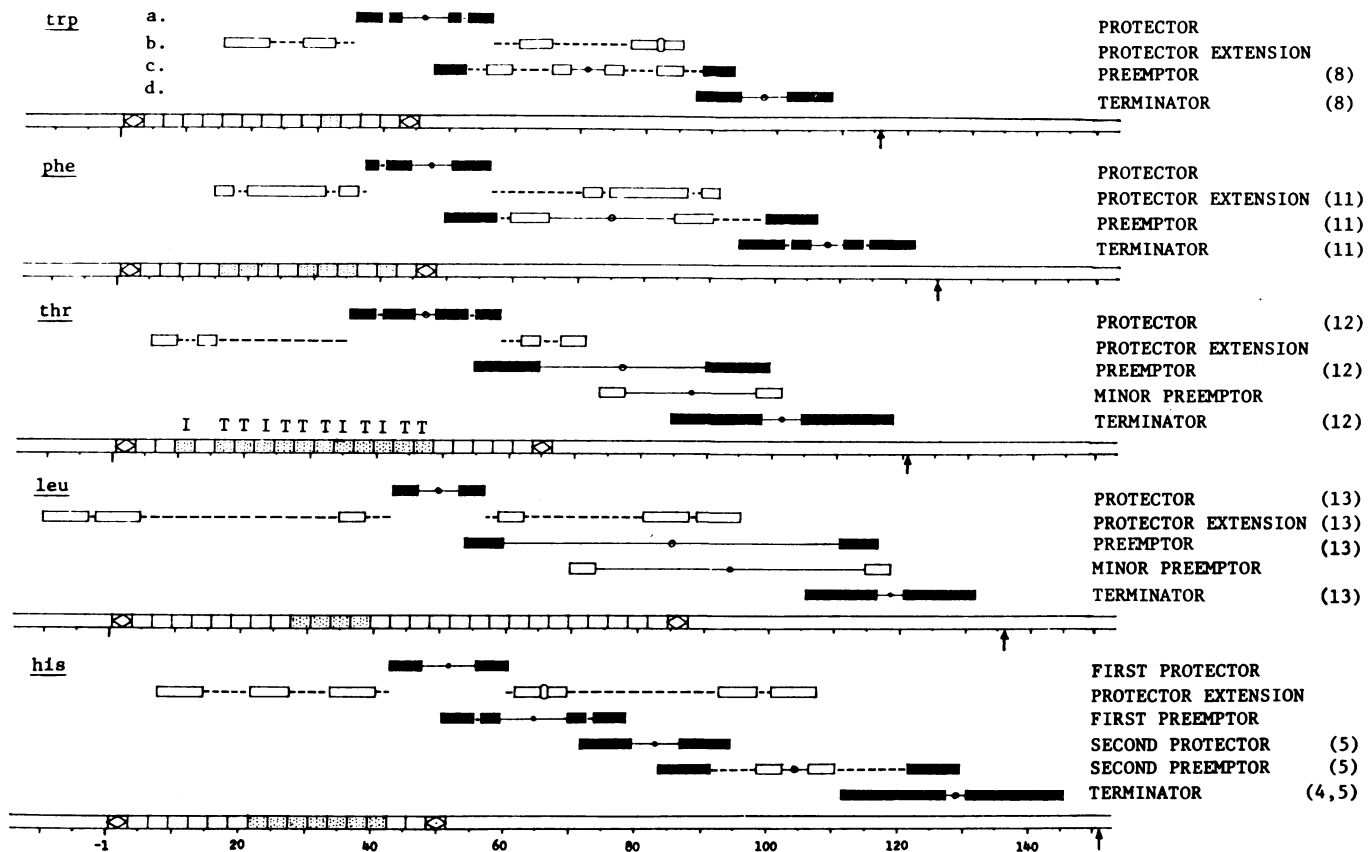 trp
a.
b.
c.
d.
PROTECTOR
PROTECTOR EXTENSION
PREEMPTOR (8)
TERMINATOR (8)
phe
PROTECTOR
PROTECTOR EXTENSION (11)
PREEMPTOR (11)
TERMINATOR (11)
thr
PROTECTOR (12)
PROTECTOR EXTENSION
PREEMPTOR (12)
MINOR PREEMPTOR
TERMINATOR (12)
I T T I T T T I T I T T
leu
PROTECTOR (13)
PROTECTOR EXTENSION (13)
PREEMPTOR (13)
MINOR PREEMPTOR
TERMINATOR (13)
his
FIRST PROTECTOR
PROTECTOR EXTENSION
FIRST PREEMPTOR
SECOND PROTECTOR (5)
SECOND PREEMPTOR (5)
TERMINATOR (4,5)
-1 20 40 60 80 100 120 140